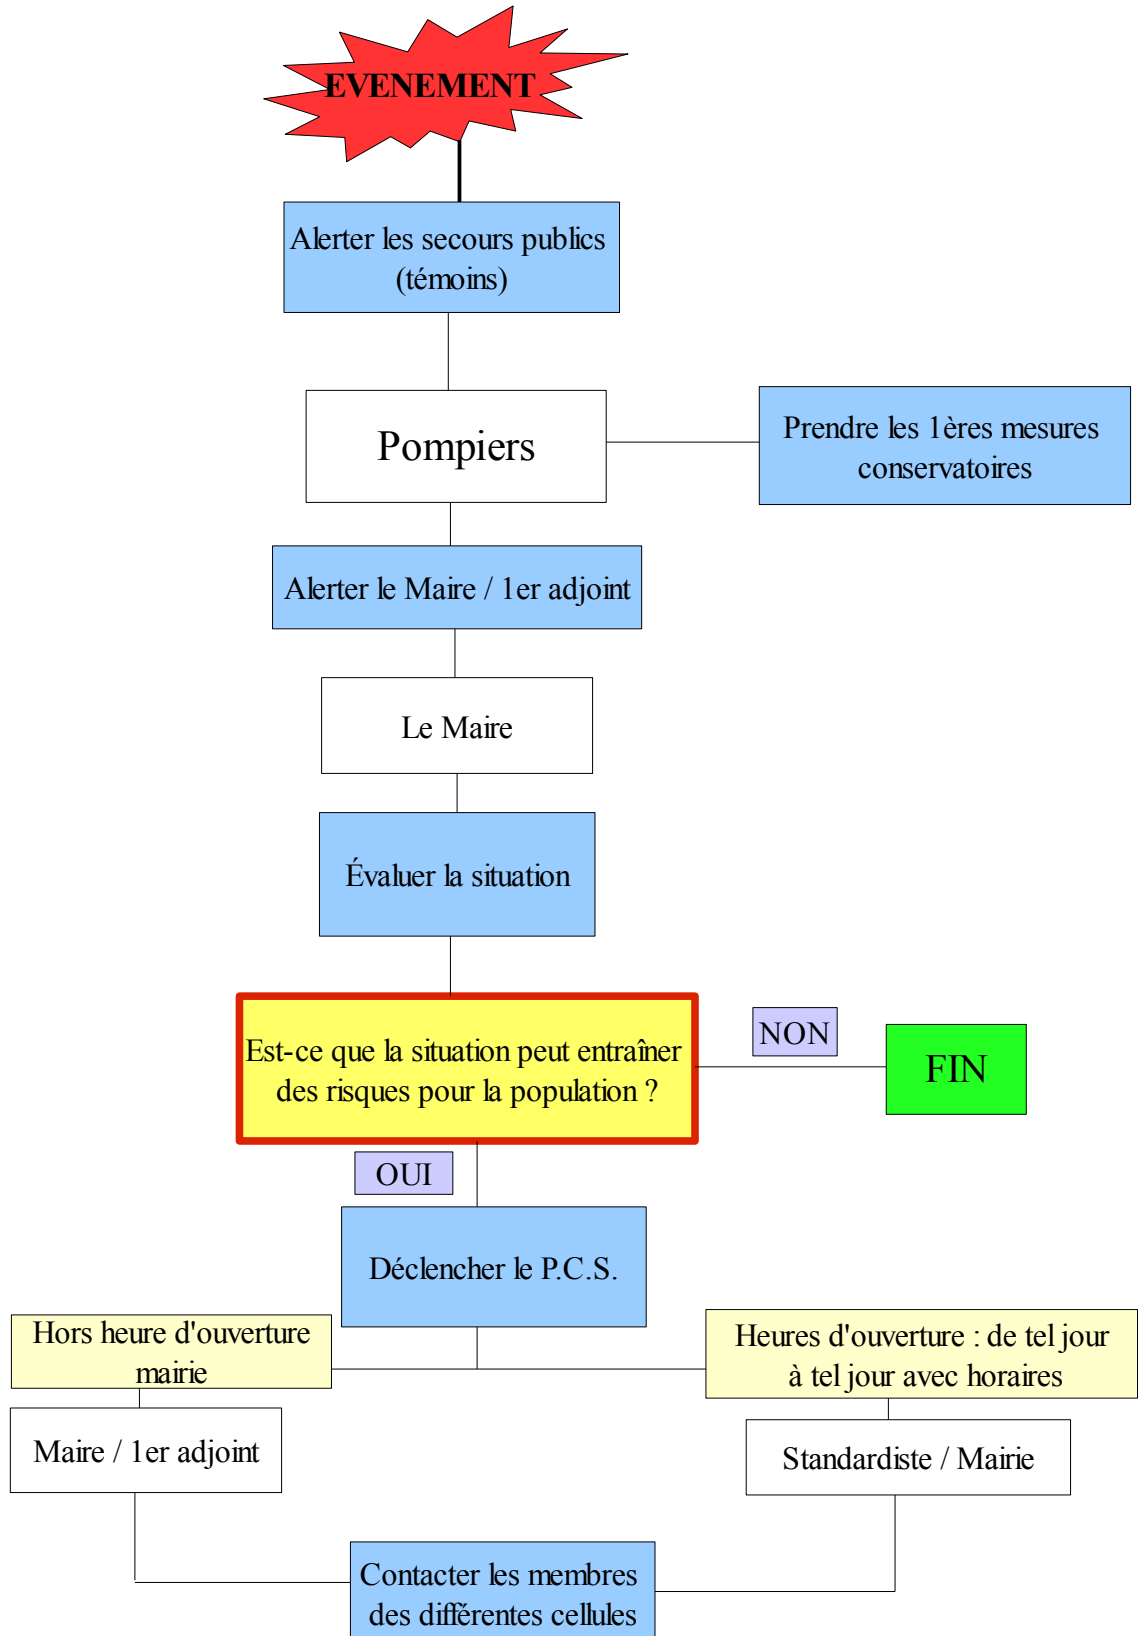 EVENEMENT
Alerter les secours publics
(témoins)
Pompiers
Prendre les 1ères mesures
conservatoires
Alerter le Maire / 1er adjoint
Le Maire
Évaluer la situation
Est-ce que la situation peut entraîner
des risques pour la population ?
NON
FIN
OUI
Déclencher le P.C.S.
Hors heure d'ouverture
mairie
Heures d'ouverture : de tel jour
à tel jour avec horaires
Maire / 1er adjoint
Standardiste / Mairie
Contacter les membres
des différentes cellules